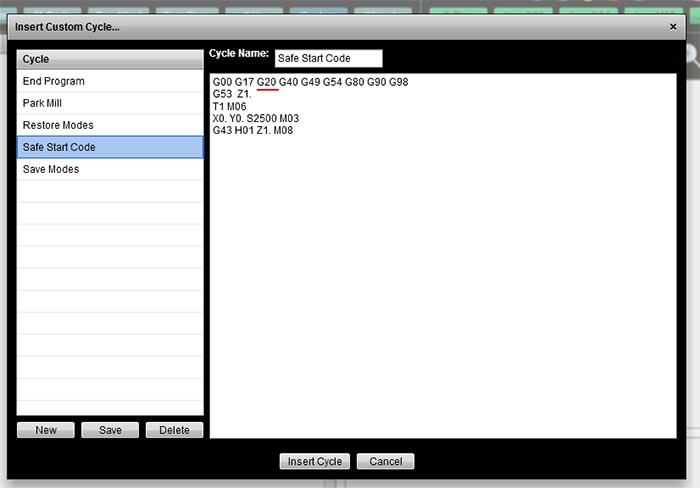 Insert Custom Cycle...
×
Cycle
End Program
Park Mill
Restore Modes
Safe Start Code
Save Modes
New Save Delete
Cycle Name: Safe Start Code
G00 G17 G20 G40 G49 G54 G80 G90 G98
G53 Z1.
T1 M06
X0. Y0. S2500 M03
G43 H01 Z1. M08
Insert Cycle Cancel